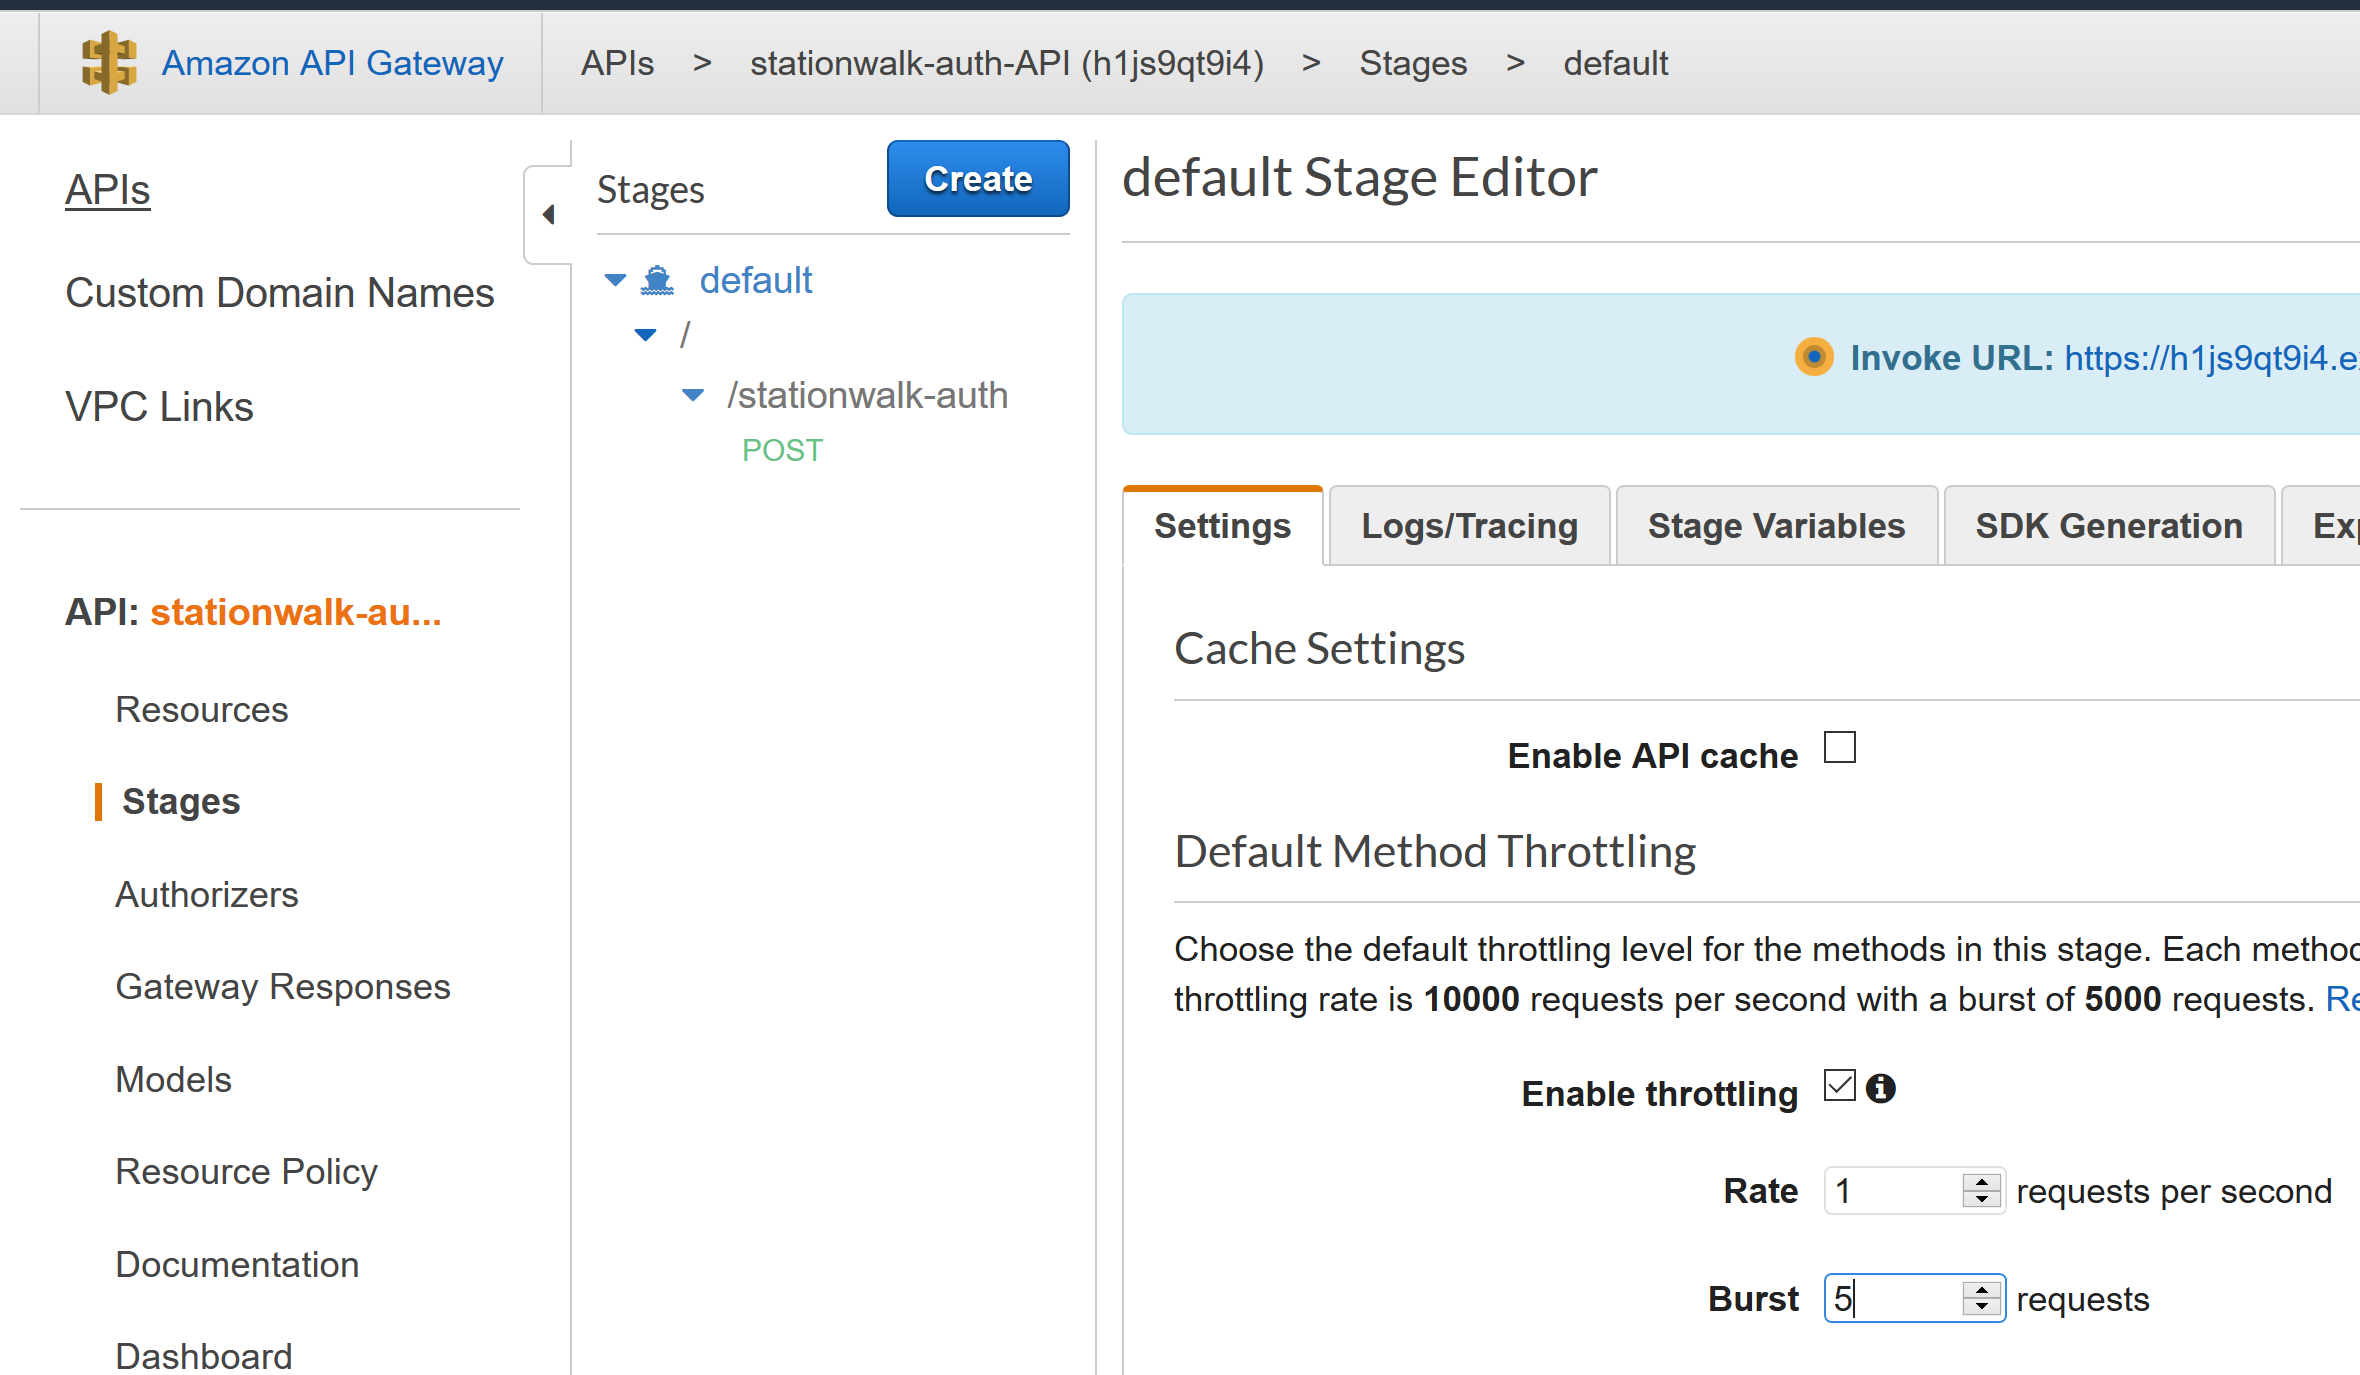 Amazon API Gateway
APIs > stationwalk-auth-API (h1js9qt9i4) > Stages > default
APIs
Custom Domain Names
VPC Links
API: stationwalk-au...
Resources
Stages
Authorizers
Gateway Responses
Models
Resource Policy
Documentation
Dashboard
Stages
Create
default
/
/stationwalk-auth
POST
default Stage Editor
Invoke URL: https://h1js9qt9i4.
Settings
Logs/Tracing
Stage Variables
SDK Generation
Cache Settings
Enable API cache
Default Method Throttling
Choose the default throttling level for the methods in this stage. Each
throttling rate is 10000 requests per second with a burst of 5000 requests.
Enable throttling
Rate 1 requests per second
Burst 5 requests